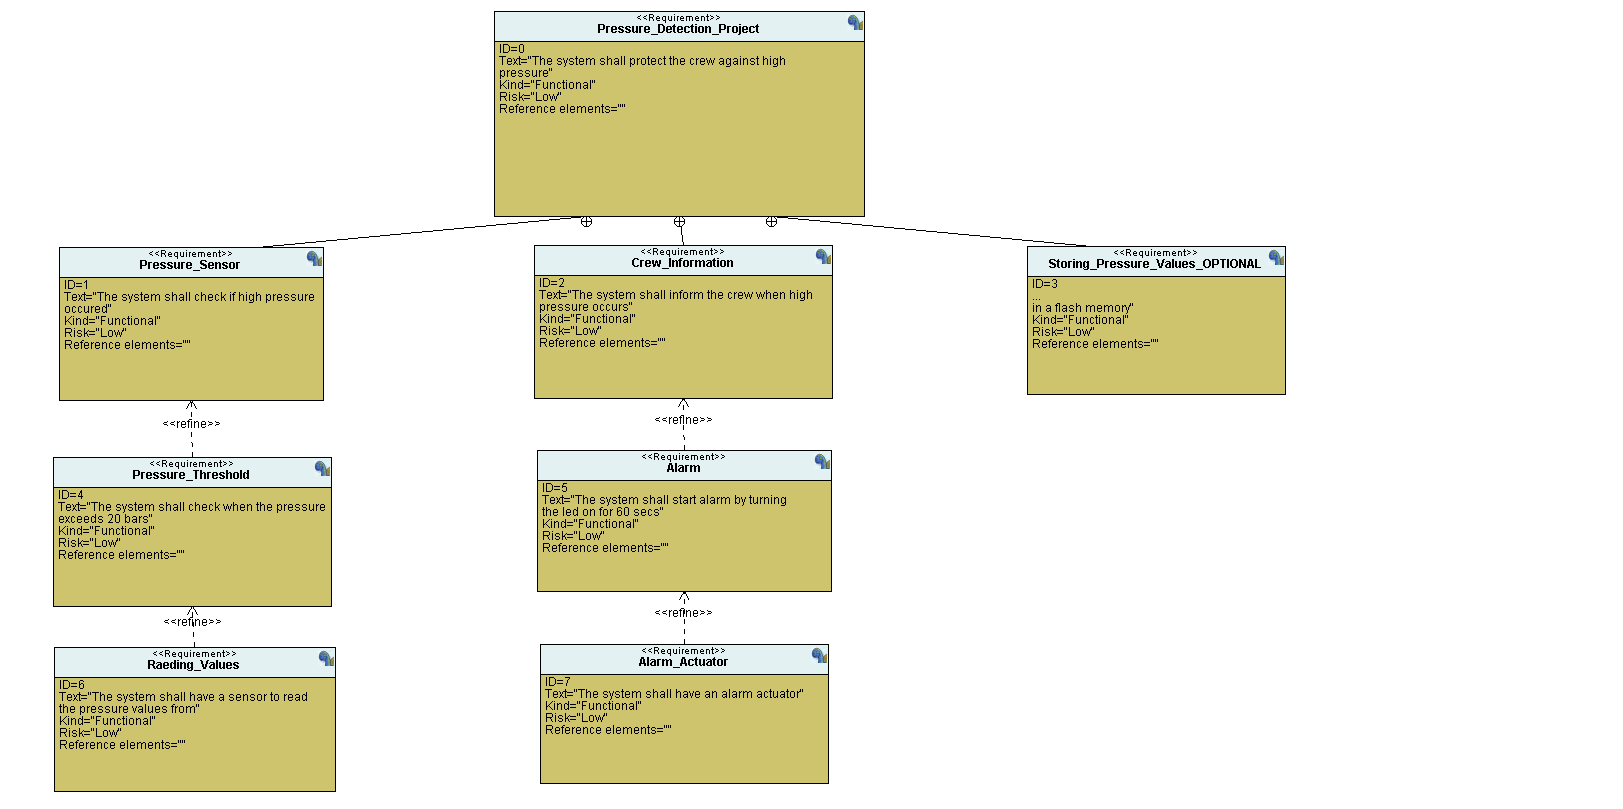 <<Requirement>>
Pressure_Detection_Project
ID=0
Text="The system shall protect the crew against high
pressure"
Kind="Functional"
Risk="Low"
Reference elements=""
<<Requirement>>
Pressure_Sensor
ID=1
Text="The system shall check if high pressure
occured"
Kind="Functional"
Risk="Low"
Reference elements=""
<<Requirement>>
Crew_Information
ID=2
Text="The system shall inform the crew when high
pressure occurs"
Kind="Functional"
Risk="Low"
Reference elements=""
<<Requirement>>
Storing_Pressure_Values_OPTIONAL
ID=3
...
in a flash memory"
Kind="Functional"
Risk="Low"
Reference elements=""
<<refine>>
<<refine>>
<<Requirement>>
Pressure_Threshold
ID=4
Text="The system shall check when the pressure
exceeds 20 bars"
Kind="Functional"
Risk="Low"
Reference elements=""
<<Requirement>>
Alarm
ID=5
Text="The system shall start alarm by turning
the led on for 60 secs"
Kind="Functional"
Risk="Low"
Reference elements=""
<<refine>>
<<refine>>
<<Requirement>>
Raeding_Values
ID=6
Text="The system shall have a sensor to read
the pressure values from"
Kind="Functional"
Risk="Low"
Reference elements=""
<<Requirement>>
Alarm_Actuator
ID=7
Text="The system shall have an alarm actuator"
Kind="Functional"
Risk="Low"
Reference elements=""